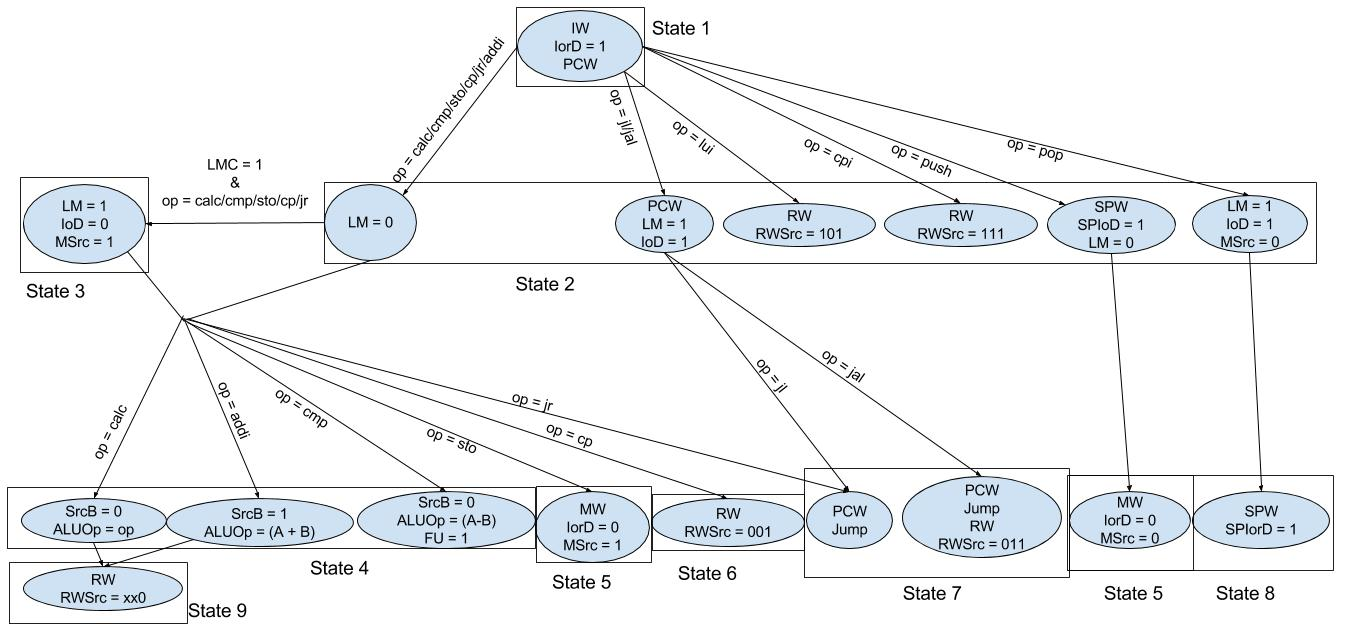 IW
IorD = 1
PCW
State 1
op = calc/cmp/sto/cp/jr/addi
op = jl/jal
op = lui
op = cpi
op = push
op = pop
LMC = 1
&
op = calc/cmp/sto/cp/jr
LM = 1
IoD = 0
MSrc = 1
State 3
LM = 0
PCW
LM = 1
IoD = 1
RW
RWSrc = 101
RW
RWSrc = 111
SPW
SPIoD = 1
LM = 0
LM = 1
IoD = 1
MSrc = 0
State 2
op = calc
op = addi
op = cmp
op = sto
op = cp
op = jr
op = jl
op = jal
SrcB = 0
ALUOp = op
SrcB = 1
ALUOp = (A + B)
SrcB = 0
ALUOp = (A-B)
FU = 1
State 4
MW
IorD = 0
MSrc = 1
State 5
RW
RWSrc = 001
State 6
PCW
Jump
PCW
Jump
RW
RWSrc = 011
State 7
MW
IorD = 0
MSrc = 0
State 5
SPW
SPIorD = 1
State 8
RW
RWSrc = xx0
State 9